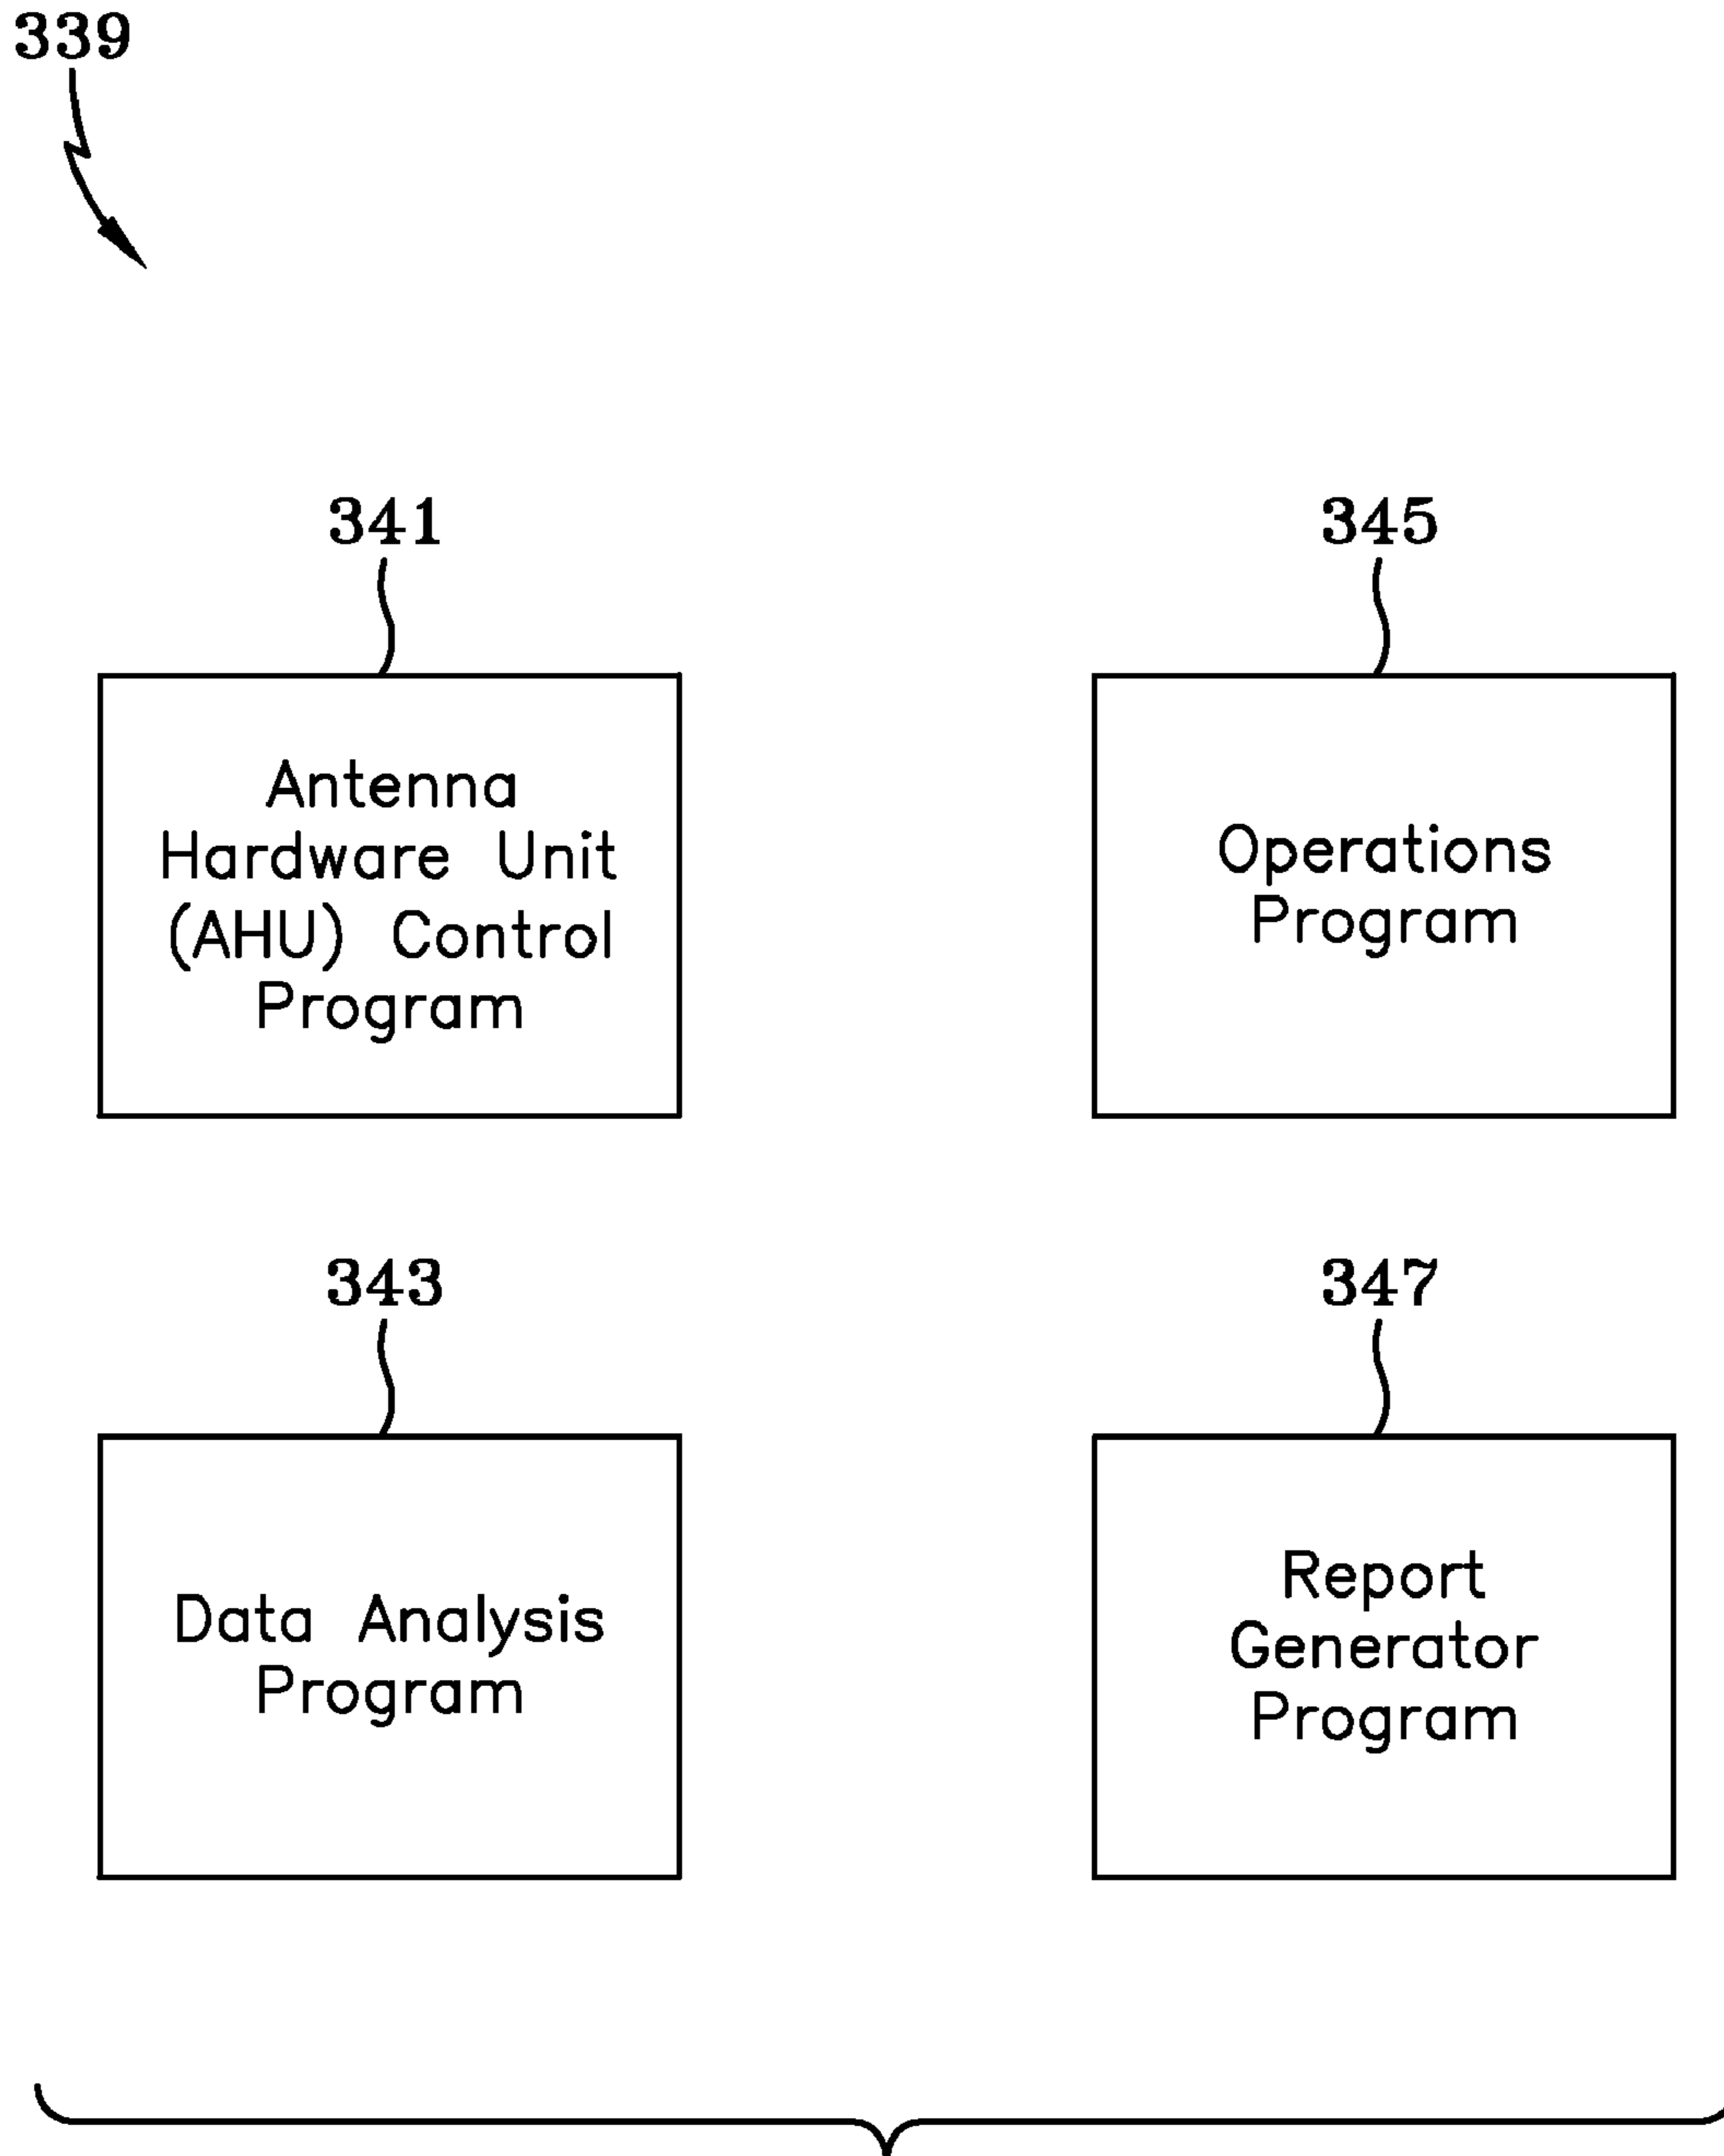 339
341
Antenna
Hardware Unit
(AHU) Control
Program
345
Operations
Program
343
Data Analysis
Program
347
Report
Generator
Program